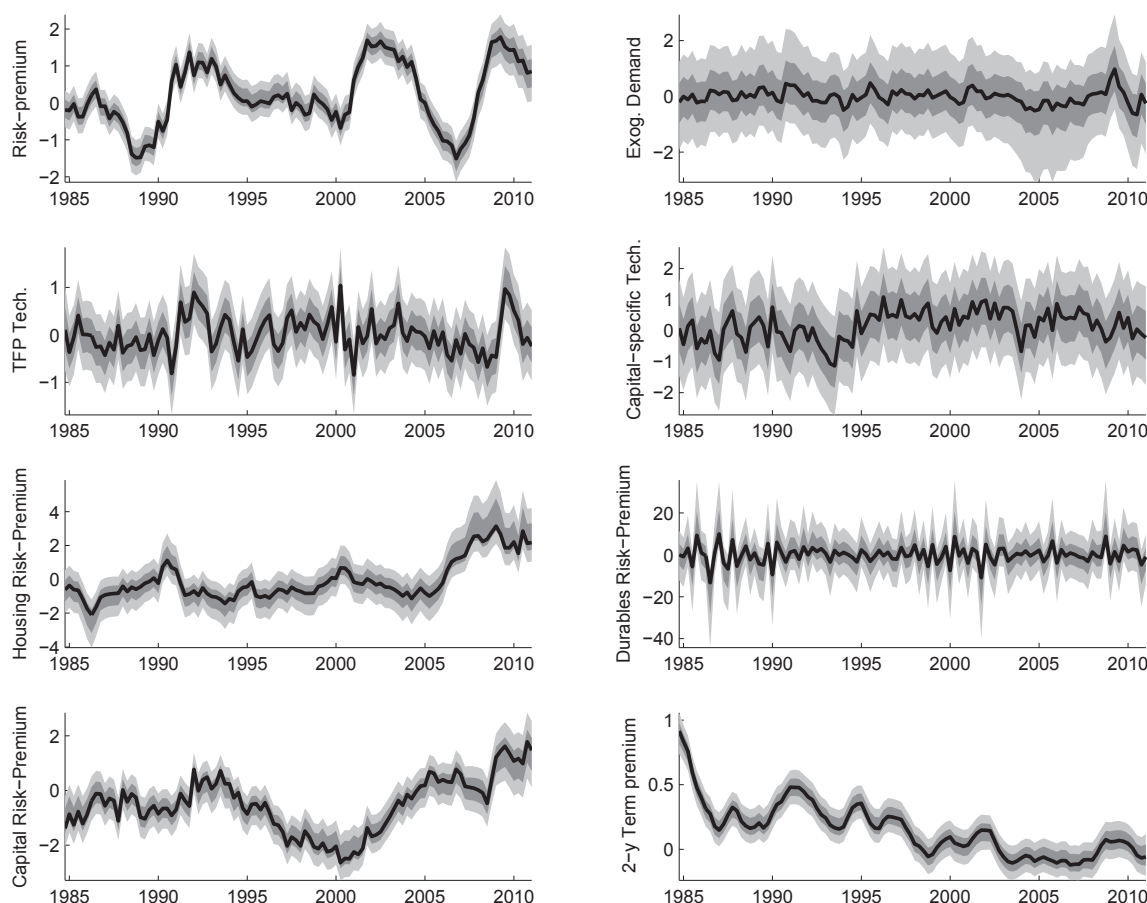 Risk−premium
2
1
0
−1
−2
1985 1990 1995 2000 2005 2010
Exog. Demand
2
0
−2
1985 1990 1995 2000 2005 2010
TFP Tech.
1
0
−1
1985 1990 1995 2000 2005 2010
Capital−specific Tech.
2
1
0
−1
−2
1985 1990 1995 2000 2005 2010
Housing Risk−Premium
4
2
0
−2
−4
1985 1990 1995 2000 2005 2010
Durables Risk−Premium
20
0
−20
−40
1985 1990 1995 2000 2005 2010
Capital Risk−Premium
2
0
−2
1985 1990 1995 2000 2005 2010
2−y Term premium
1
0.5
0
1985 1990 1995 2000 2005 2010